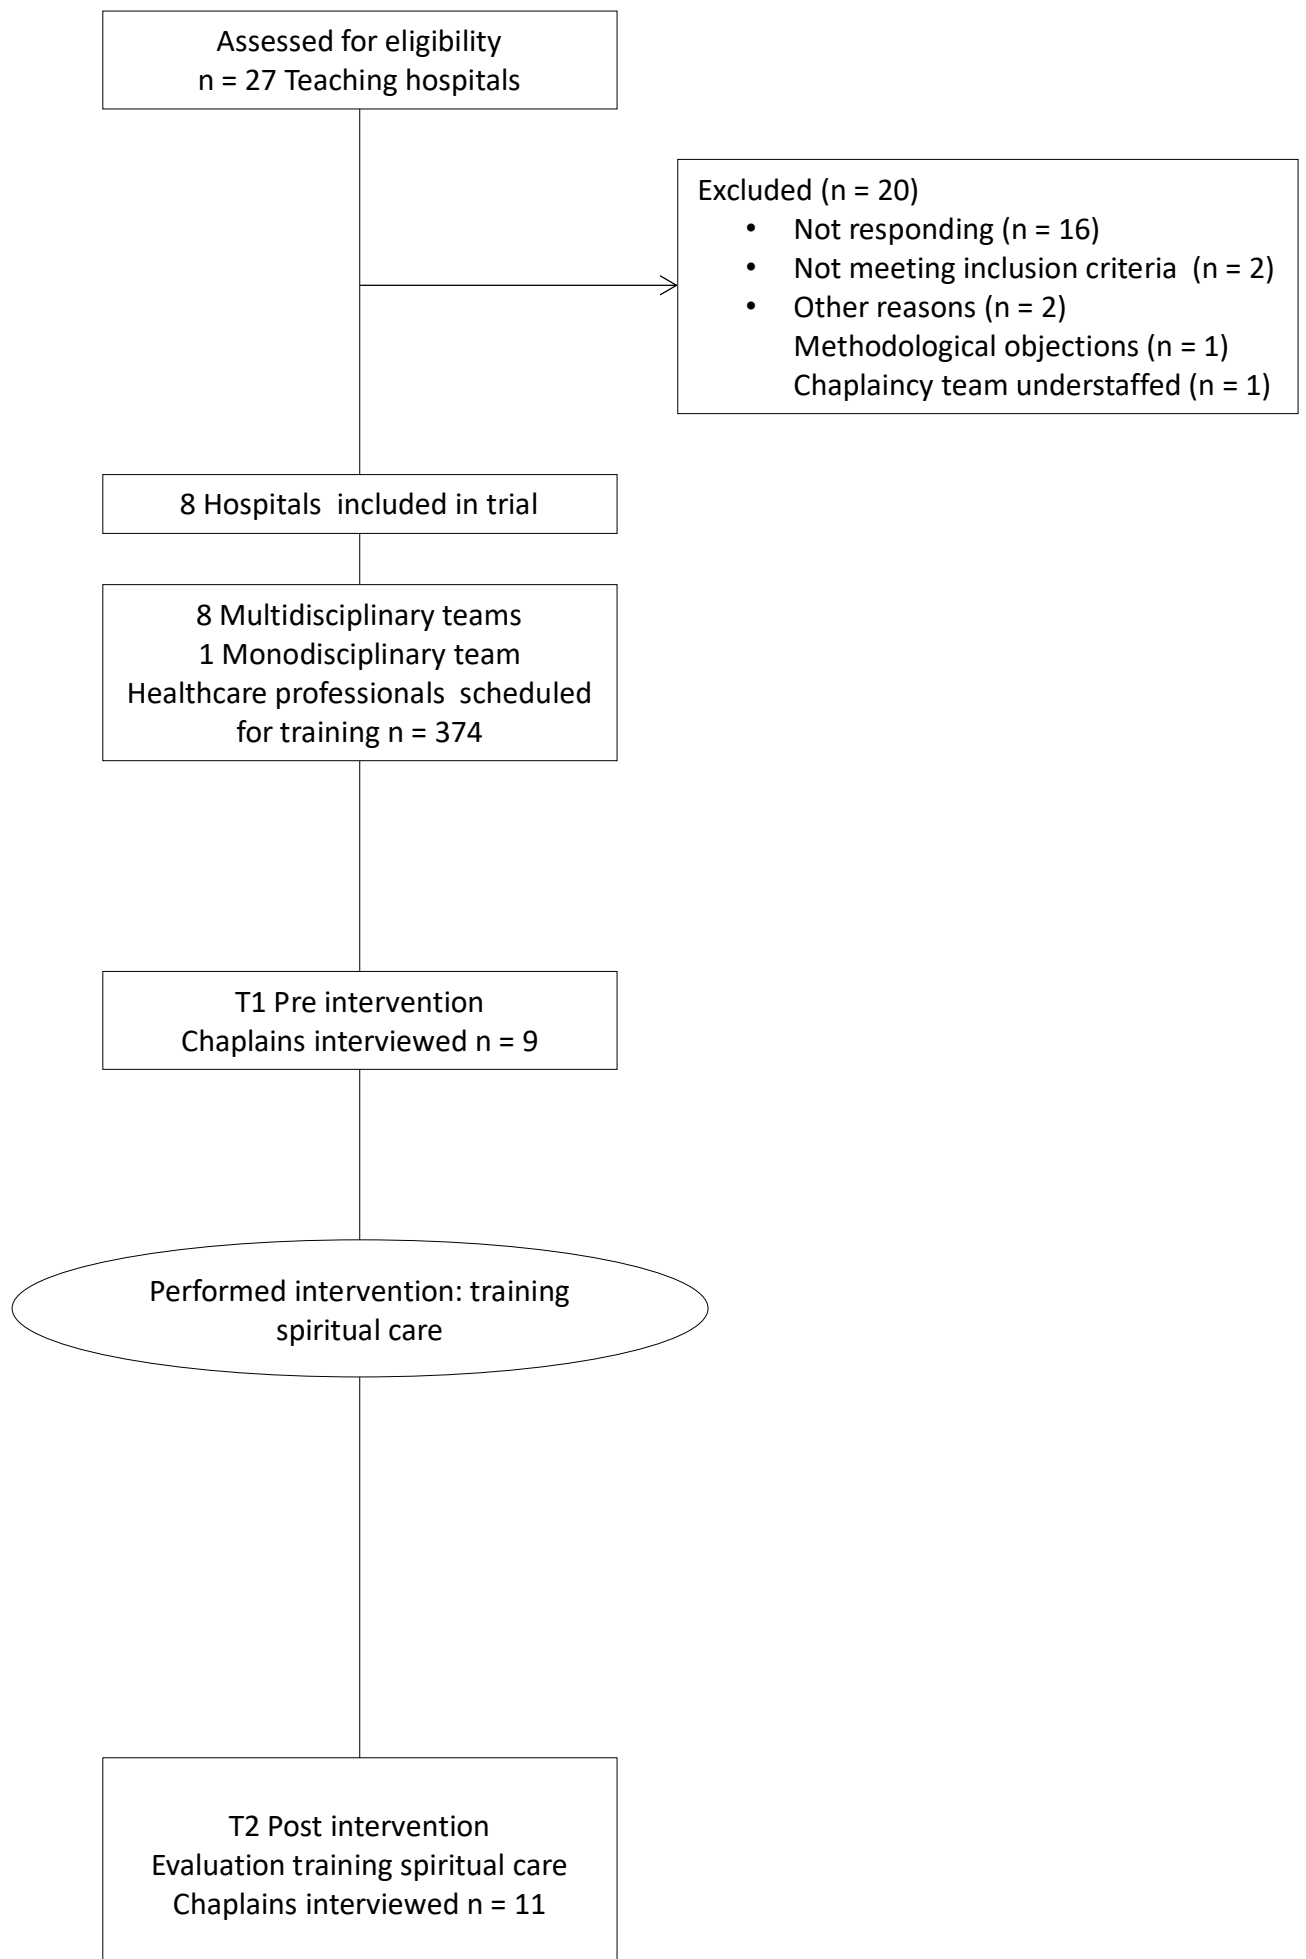 Assessed for eligibility
n = 27 Teaching hospitals
Excluded (n = 20)
• Not responding (n = 16)
• Not meeting inclusion criteria (n = 2)
• Other reasons (n = 2)
Methodological objections (n = 1)
Chaplaincy team understaffed (n = 1)
8 Hospitals included in trial
8 Multidisciplinary teams
1 Monodisciplinary team
Healthcare professionals scheduled
for training n = 374
T1 Pre intervention
Chaplains interviewed n = 9
Performed intervention: training
spiritual care
T2 Post intervention
Evaluation training spiritual care
Chaplains interviewed n = 11